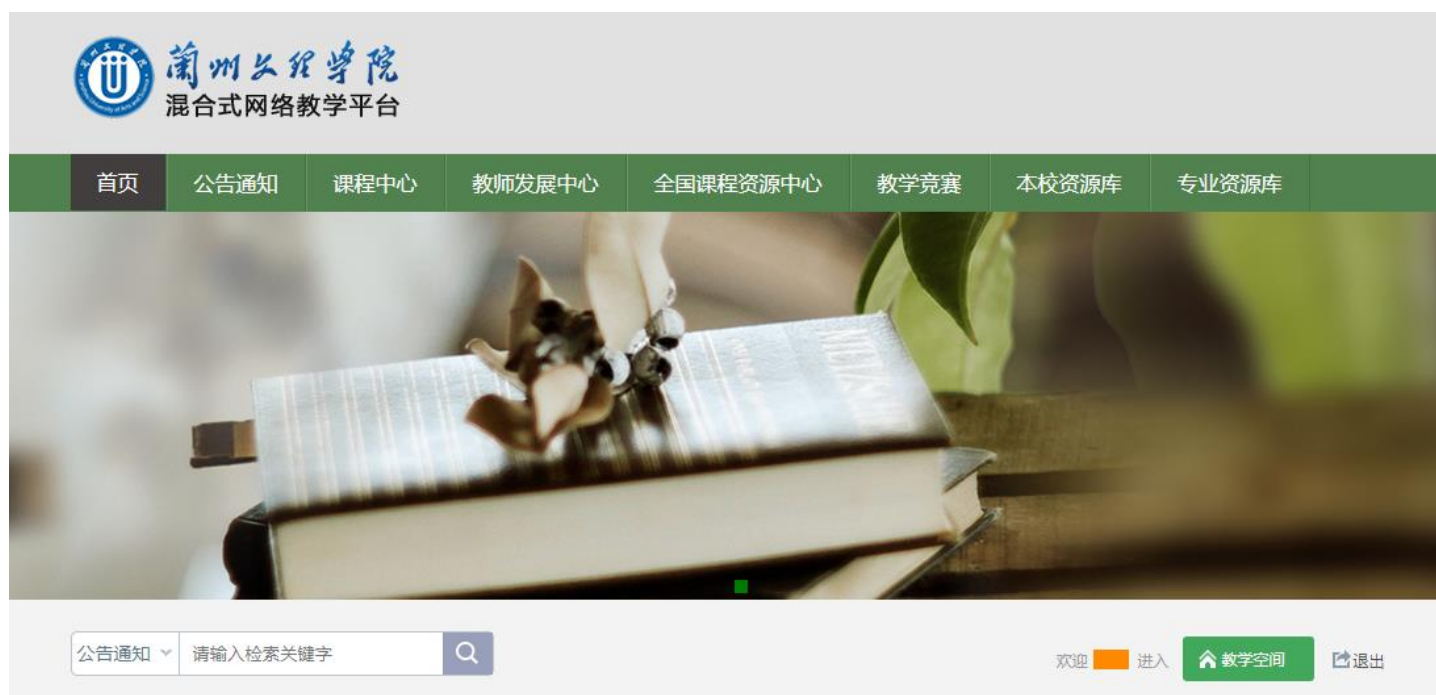 兰州文理学院
混合式网络教学平台
首页 公告通知 课程中心 教师发展中心 全国课程资源中心 教学竞赛 本校资源库 专业资源库
公告通知 请输入检索关键字
欢迎 进入 教学空间 退出